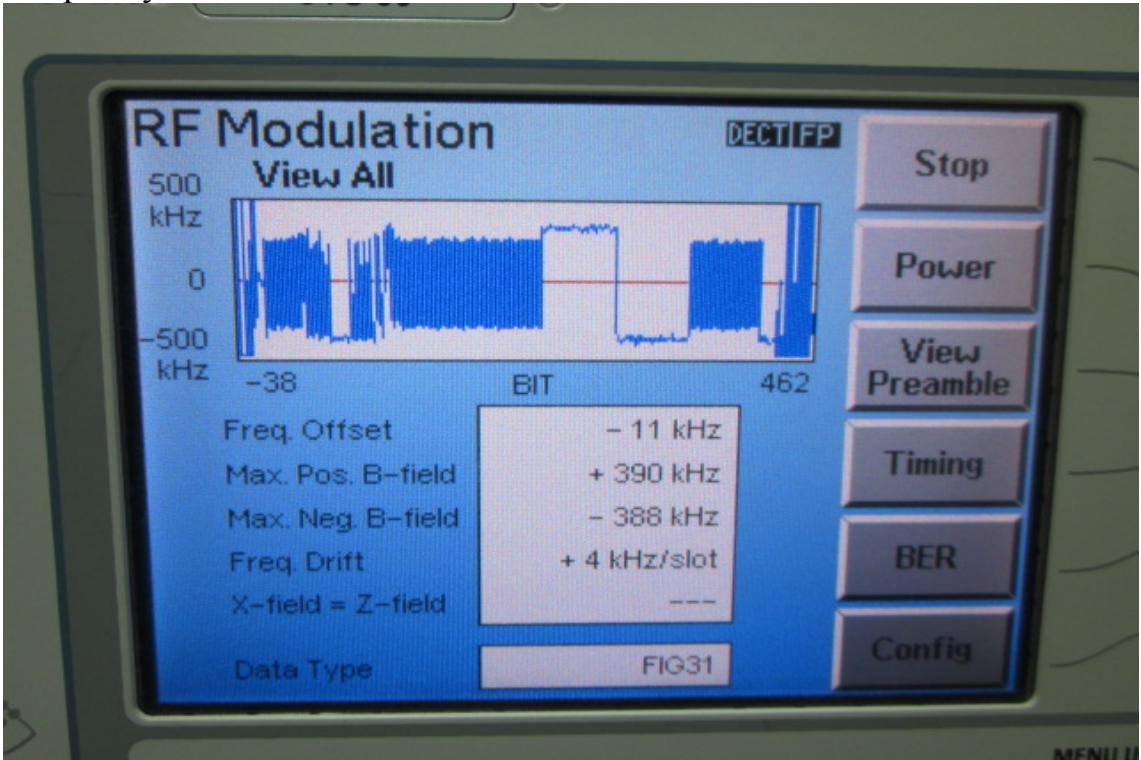 RF Modulation DECT FP
View All
500
kHz
0
-500
kHz
-38 BIT 462
Freq. Offset - 11 kHz
Max. Pos. B-field + 390 kHz
Max. Neg. B-field - 388 kHz
Freq. Drift + 4 kHz/slot
X-field = Z-field ---
Data Type FIG31
Stop
Power
View
Preamble
Timing
BER
Config
MENU